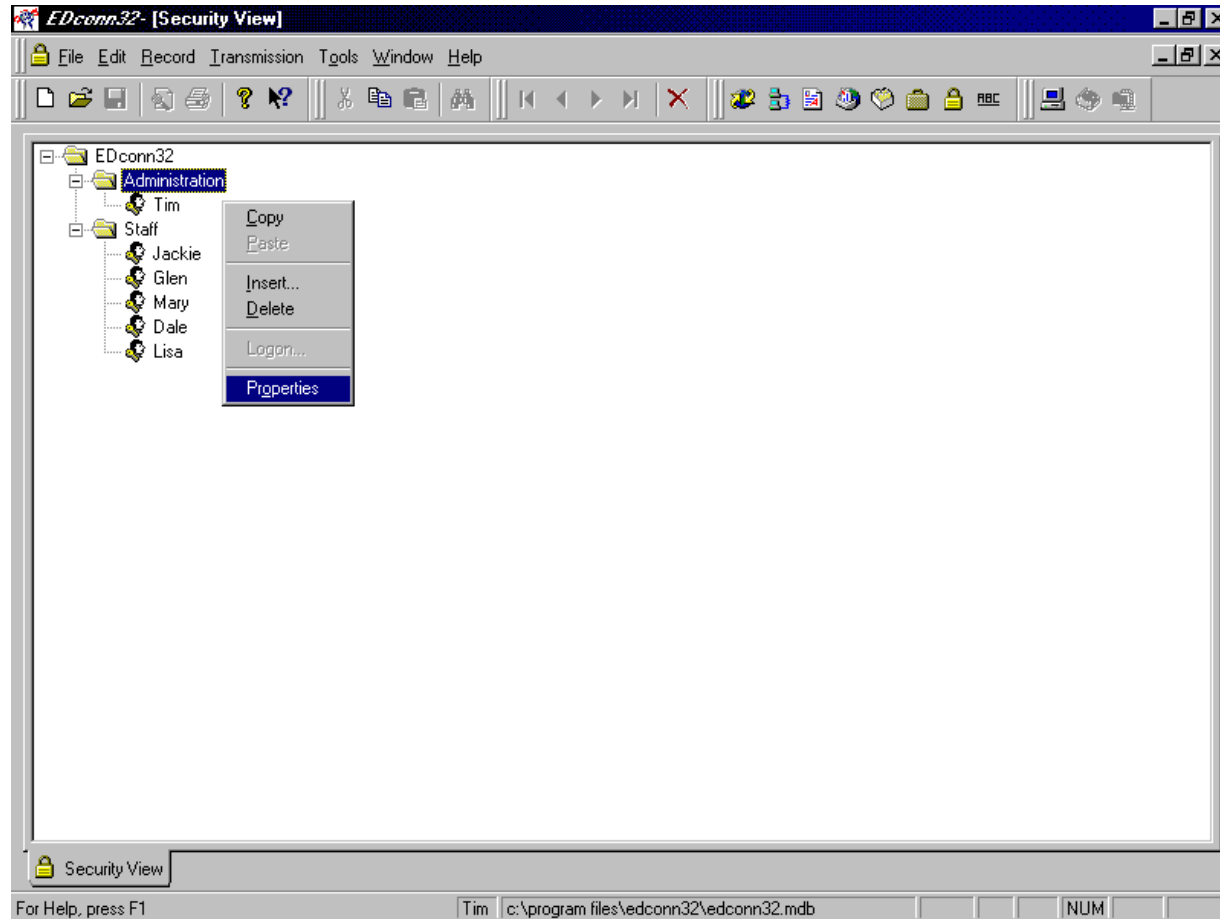 EDconn32- [Security View]
File Edit Record Transmission Tools Window Help
ABC
EDconn32
Administration
Tim
Staff
Jackie
Glen
Mary
Dale
Lisa
Copy
Paste
Insert...
Delete
Logon...
Properties
Security View
For Help, press F1 Tim c:\program files\edconn32\edconn32.mdb NUM